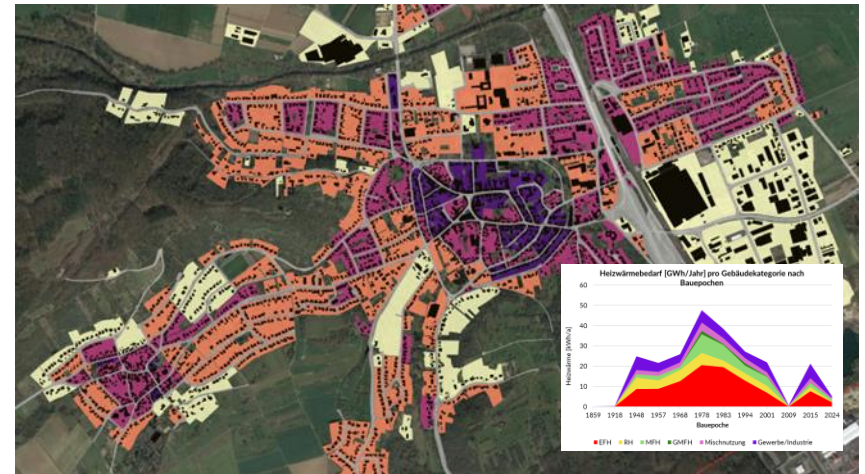 Heizwärmebedarf [GWh/Jahr] pro Gebäudekategorie nach
Bauepochen
Heizwärme [kWh/a]
60
50
40
30
20
10
0
1859 1918 1948 1957 1968 1978 1983 1994 2001 2009 2015 2024
Bauepoche
EFH RH MFH GMFH Mischnutzung Gewerbe/Industrie